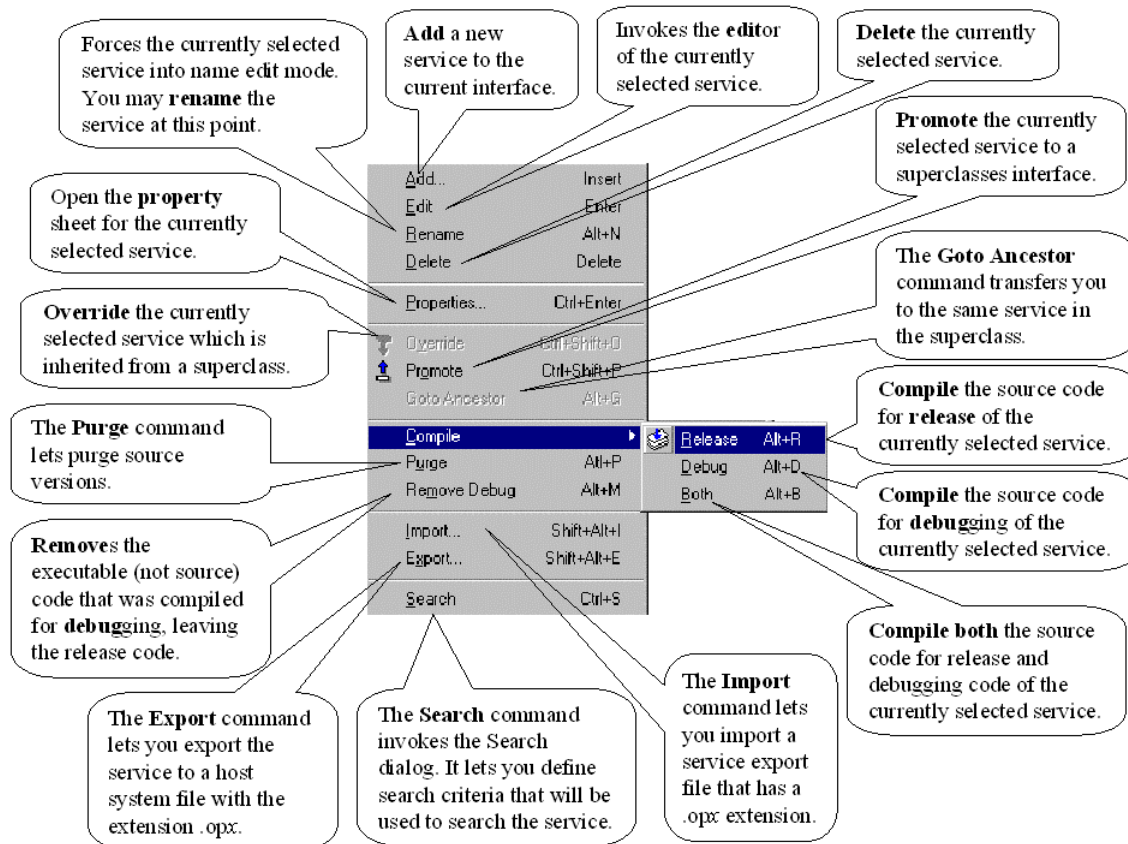 Forces the currently selected
service into name edit mode.
You may rename the
service at this point.
Add a new
service to the
current interface.
Invokes the editor
of the currently
selected service.
Delete the currently
selected service.
Promote the currently
selected service to a
superclasses interface.
Open the property
sheet for the currently
selected service.
The Goto Ancestor
command transfers you
to the same service in
the superclass.
Override the currently
selected service which is
inherited from a superclass.
Add... Insert
Edit Enter
Rename Alt+N
Delete Delete
Properties... Ctrl+Enter
Override Ctrl+Shift+O
Promote Ctrl+Shift+P
Goto Ancestor Alt+G
Compile
Purge Alt+P
Remove Debug Alt+M
Import... Shift+Alt+I
Export... Shift+Alt+E
Search Ctrl+S
Release Alt+R
Debug Alt+D
Both Alt+B
Compile the source code
for release of the
currently selected service.
The Purge command
lets purge source
versions.
Compile the source code
for debugging of the
currently selected service.
Removes the
executable (not source)
code that was compiled
for debugging, leaving
the release code.
Compile both the source
code for release and
debugging code of the
currently selected service.
The Export command
lets you export the
service to a host
system file with the
extension .opx.
The Search command
invokes the Search
dialog. It lets you define
search criteria that will be
used to search the service.
The Import
command lets
you import a
service export
file that has a
.opx extension.